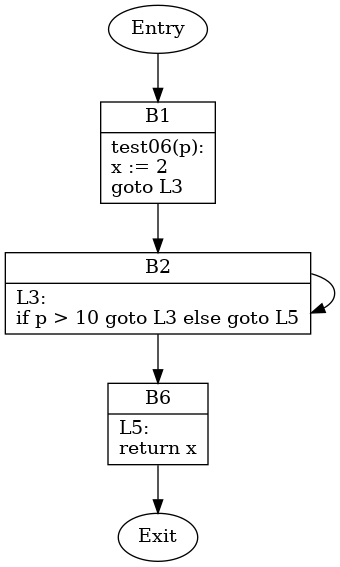 Entry
B1
test06(p):
x := 2
goto L3
B2
L3:
if p > 10 goto L3 else goto L5
B6
L5:
return x
Exit